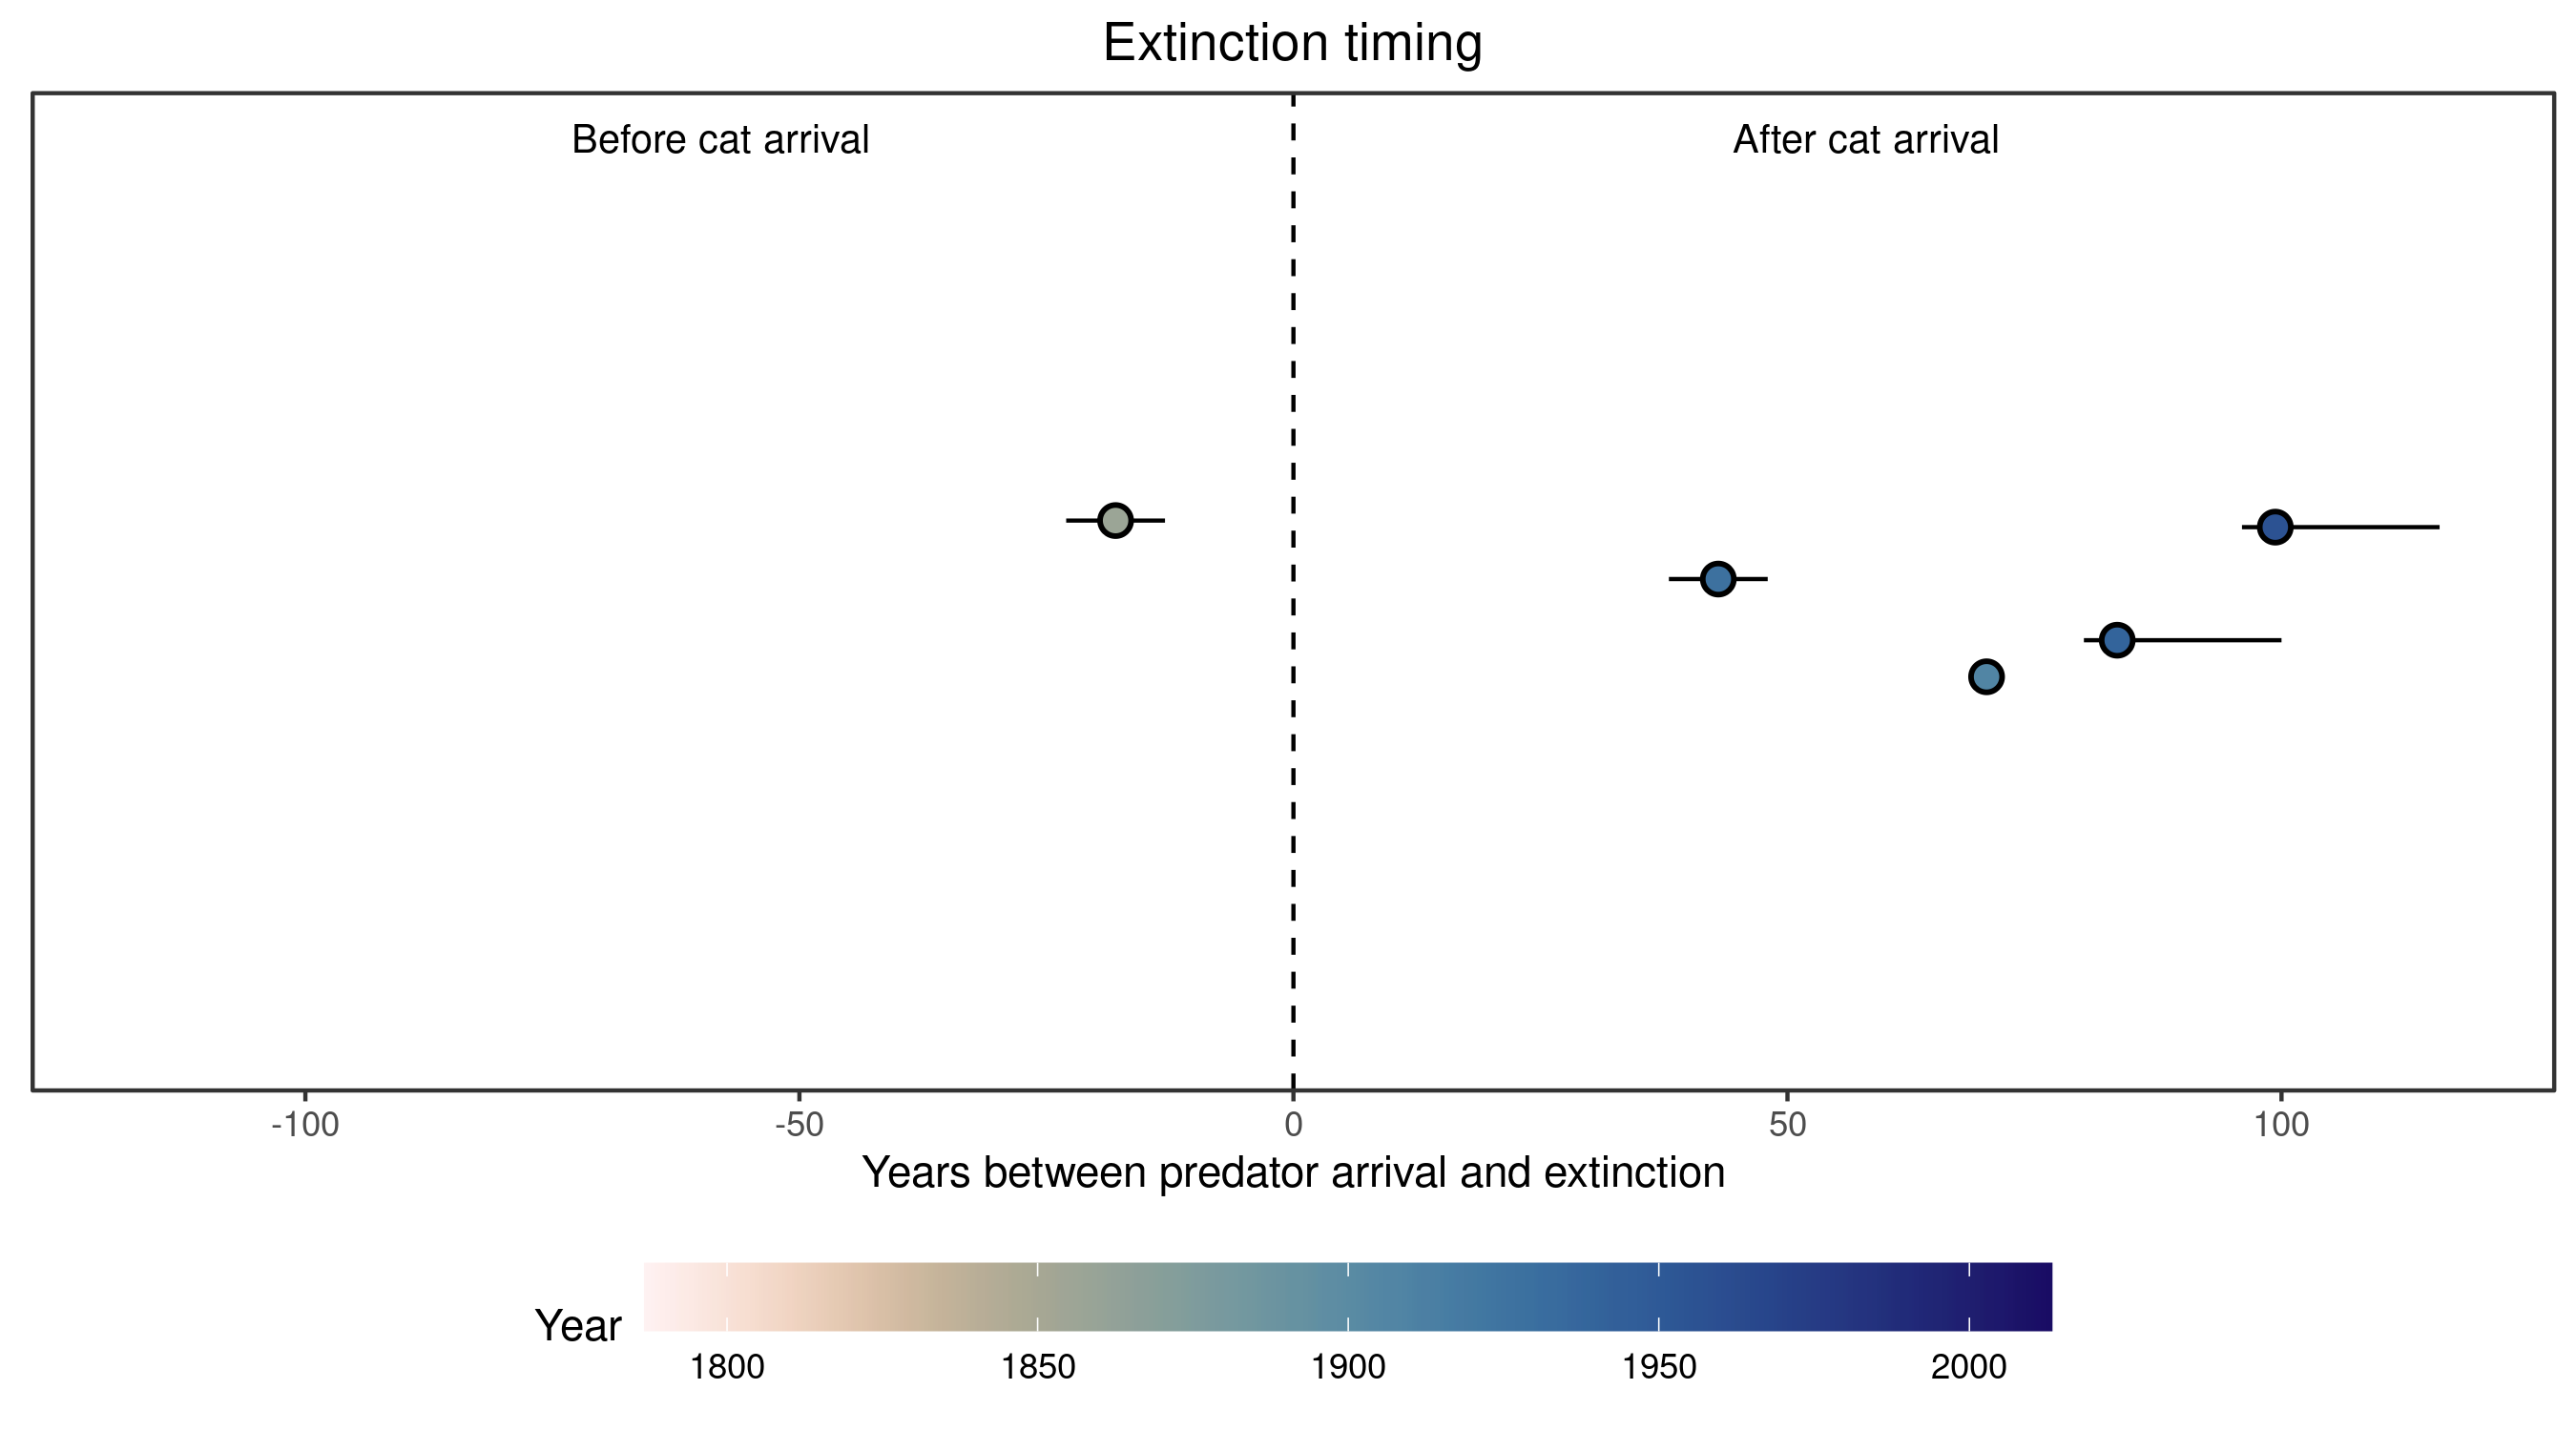 Extinction timing
Before cat arrival
After cat arrival
-100
-50
0
50
100
Years between predator arrival and extinction
Year
1800
1850
1900
1950
2000